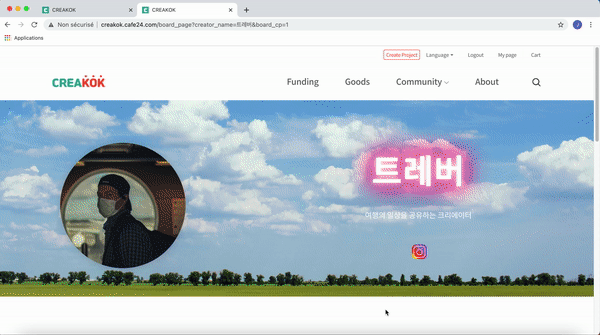 CREAKOK
CREAKOK
Non sécurisé | creakok.cafe24.com/board_page?creator_name=트레버&board_cp=1
Applications
Create Project
Language
Logout
My page
Cart
CREAKOK
Funding
Goods
Community
About
트레버
여행의 일상을 공유하는 크리에이터